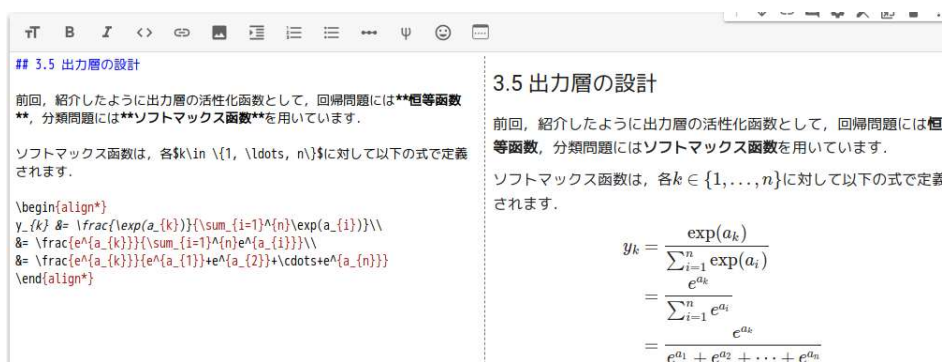 ## 3.5 出力層の設計
前回，紹介したように出力層の活性化函数として，回帰問題には**恒等函数
**，分類問題には**ソフトマックス函数**を用いています．
ソフトマックス函数は，各$k\in \{1, \ldots, n\}$に対して以下の式で定義
されます．
\begin{align*}
y_{k} &= \frac{\exp(a_{k})}{\sum_{i=1}^{n}\exp(a_{i})}\\
&= \frac{e^{a_{k}}}{\sum_{i=1}^{n}e^{a_{i}}}\\
&= \frac{e^{a_{k}}}{e^{a_{1}}+e^{a_{2}}+\cdots+e^{a_{n}}}
\end{align*}
3.5 出力層の設計
前回，紹介したように出力層の活性化函数として，回帰問題には恒
等函数，分類問題にはソフトマックス函数を用いています．
ソフトマックス函数は，各k ∈ {1, . . . , n}に対して以下の式で定義
されます．
y_k = exp(a_k) / ∑_{i=1}^{n} exp(a_i)
= e^{a_k} / ∑_{i=1}^{n} e^{a_i}
= e^{a_k} / e^{a_1} + e^{a_2} + · · · + e^{a_n}